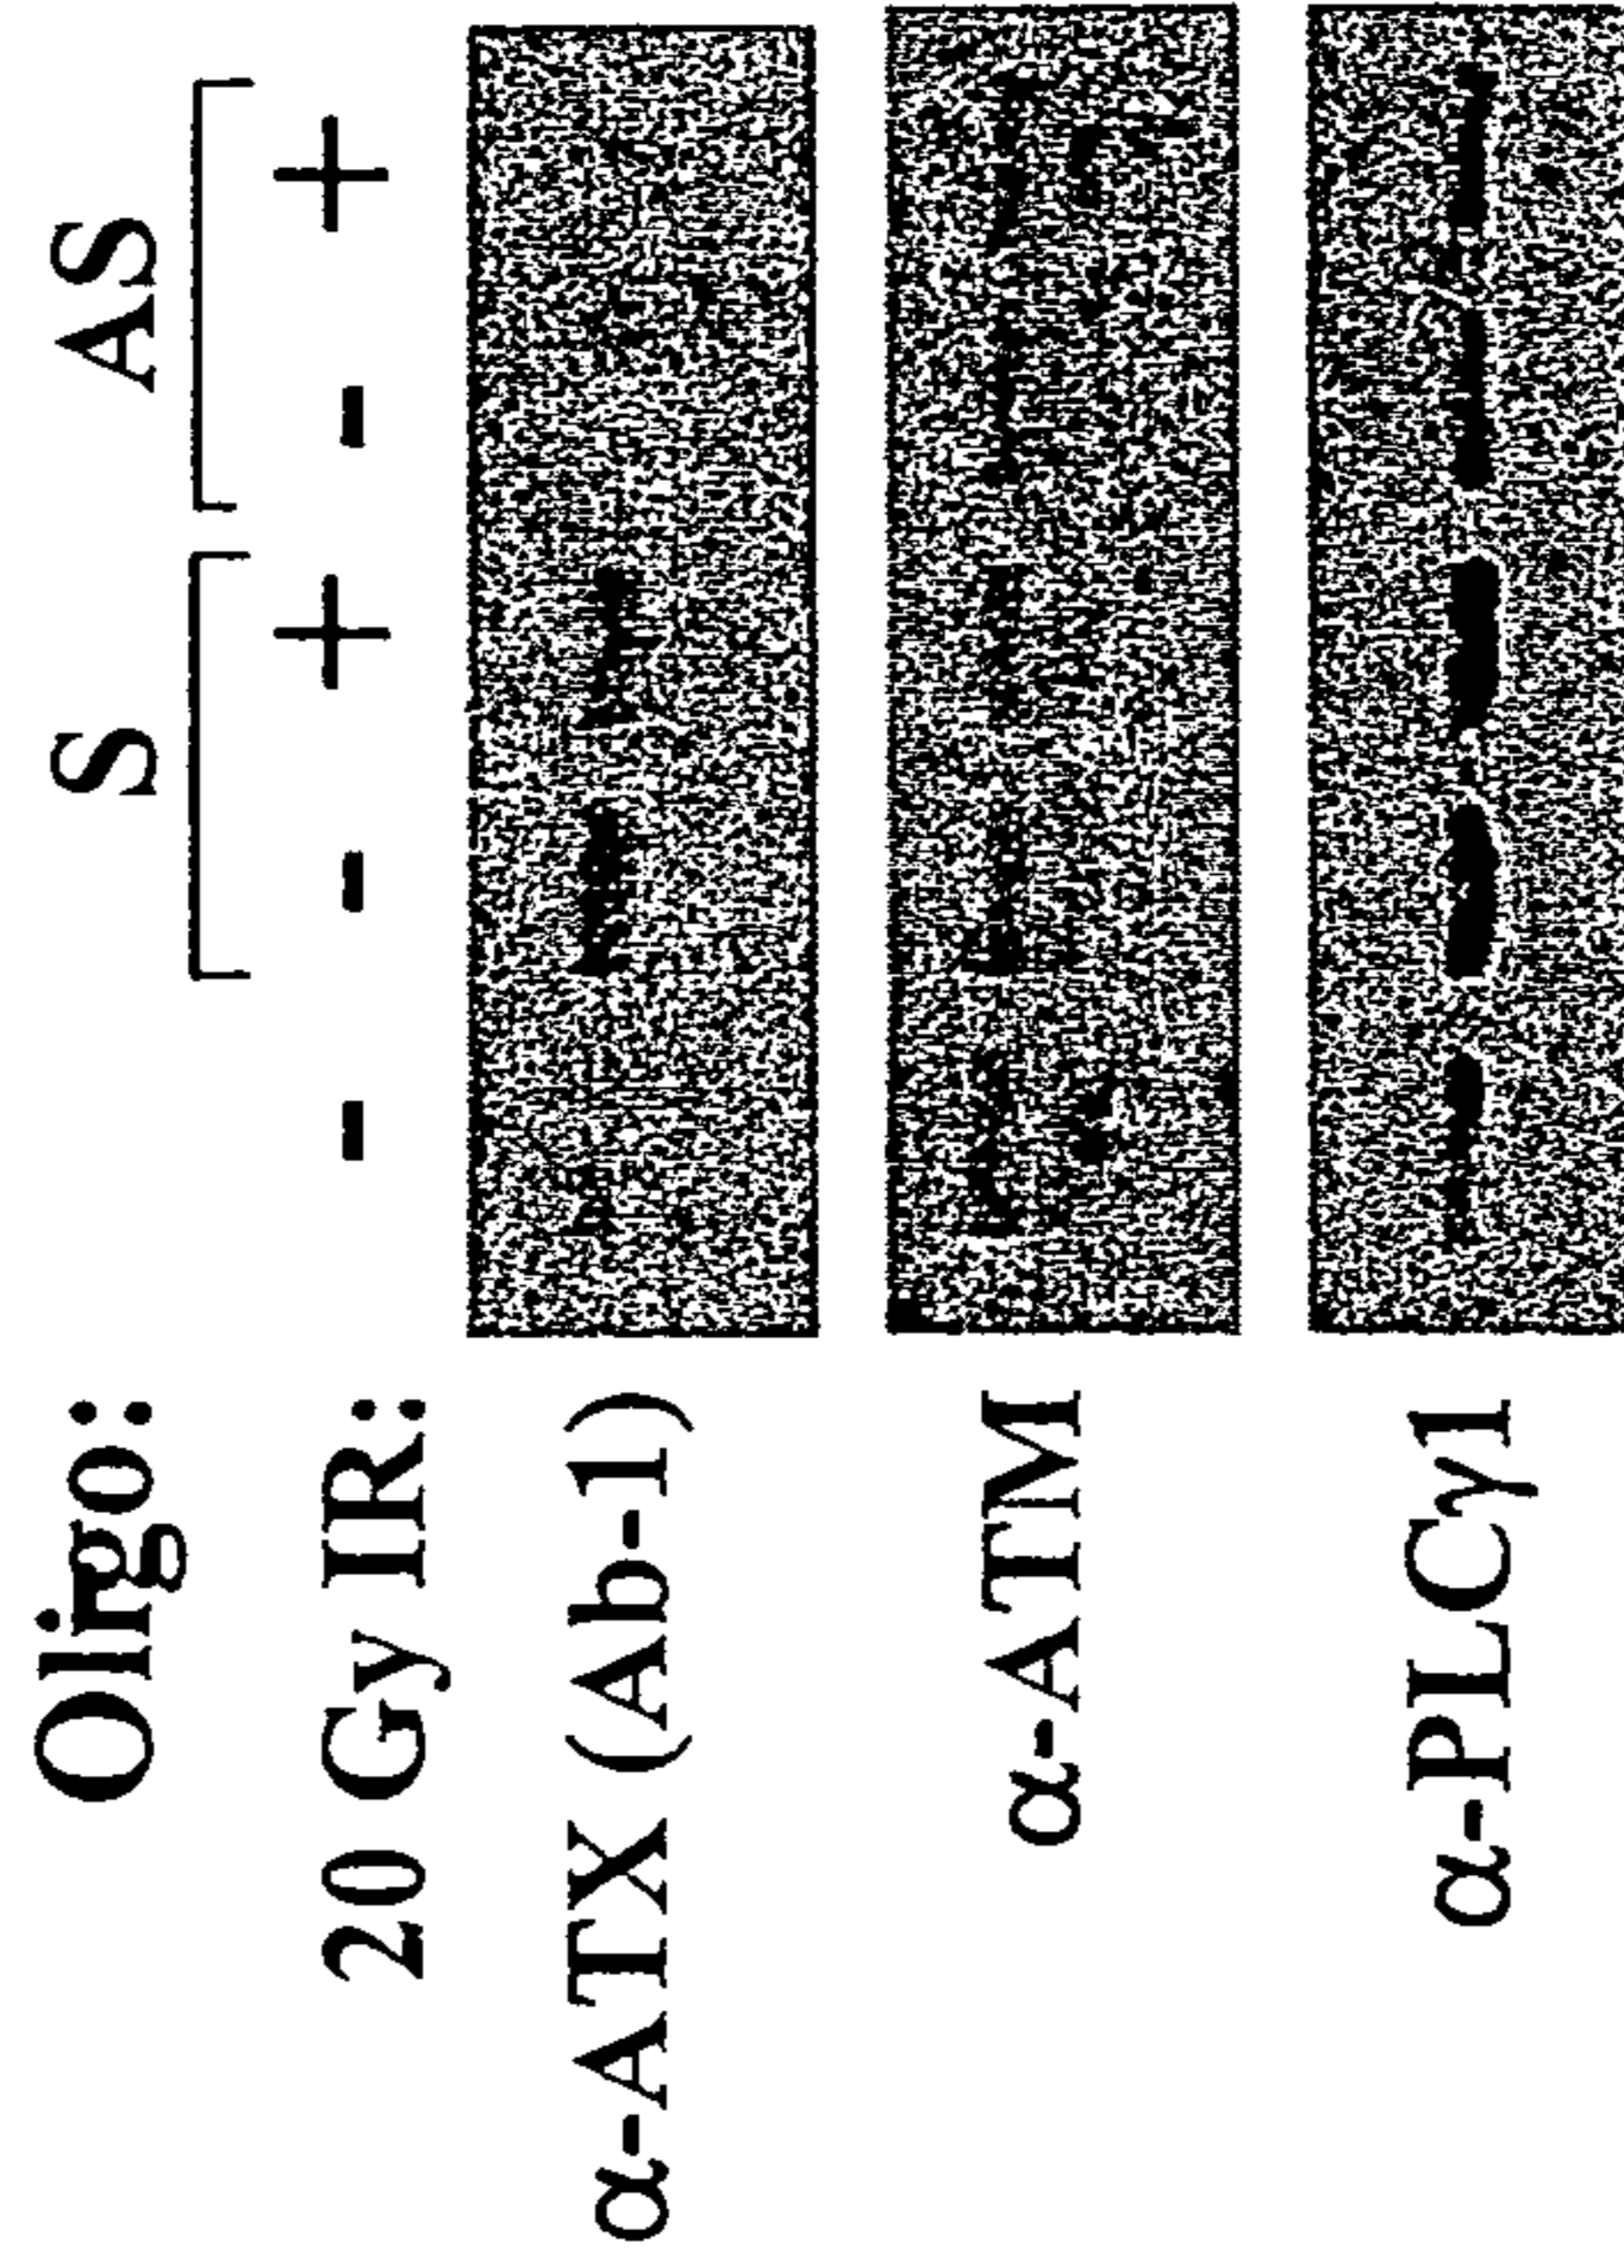 S AS
Oligo:
20 Gy IR: - - + - +
α-ATX (Ab-1)
α-ATM
α-PLCγ1